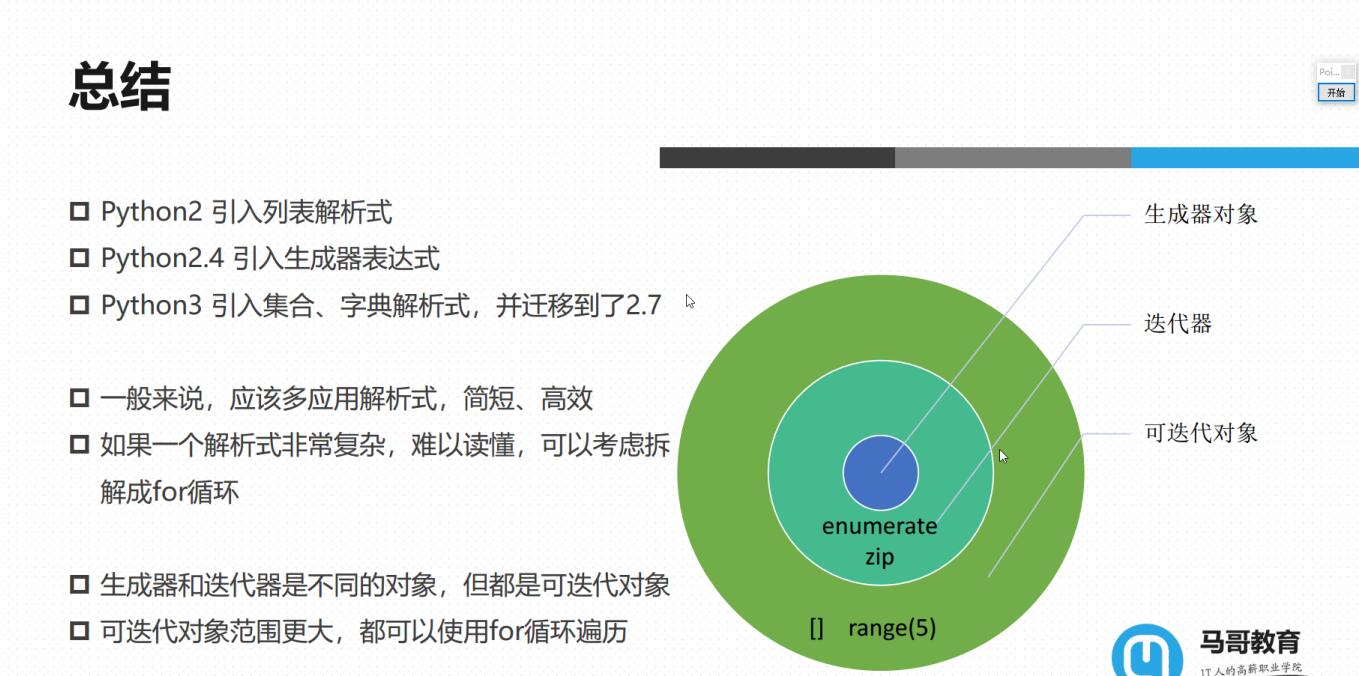 总结
Poi...
开始
Python2 引入列表解析式
Python2.4 引入生成器表达式
Python3 引入集合、字典解析式，并迁移到了2.7
一般来说，应该多应用解析式，简短、高效
如果一个解析式非常复杂，难以读懂，可以考虑拆
解成for循环
生成器和迭代器是不同的对象，但都是可迭代对象
可迭代对象范围更大，都可以使用for循环遍历
生成器对象
迭代器
可迭代对象
enumerate
zip
[] range(5)
马哥教育
IT人的高薪职业学院